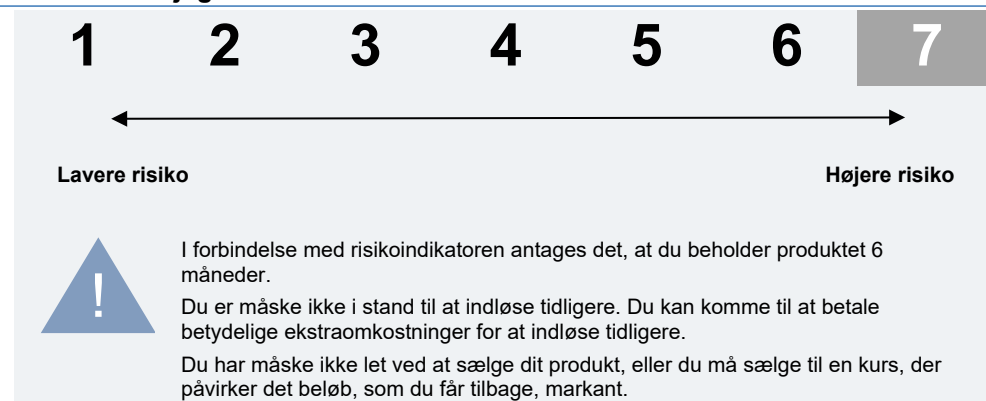 1 2 3 4 5 6 7
Lavere risiko Højere risiko
!
I forbindelse med risikoindikatoren antages det, at du beholder produktet 6
måneder.
Du er måske ikke i stand til at indløse tidligere. Du kan komme til at betale
betydelige ekstraomkostninger for at indløse tidligere.
Du har måske ikke let ved at sælge dit produkt, eller du må sælge til en kurs, der
påvirker det beløb, som du får tilbage, markant.